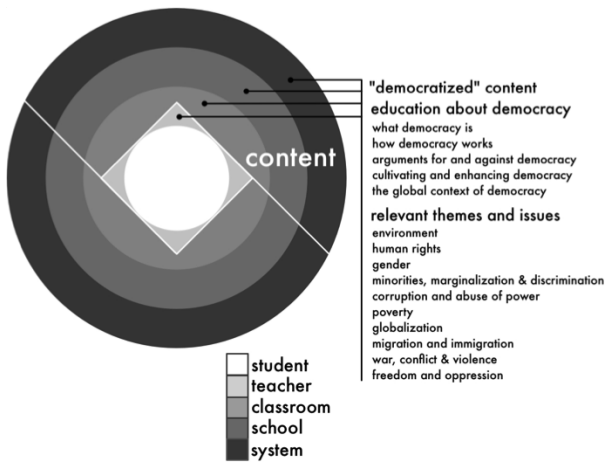 "democratized" content
education about democracy
what democracy is
how democracy works
arguments for and against democracy
cultivating and enhancing democracy
the global context of democracy
content
relevant themes and issues
environment
human rights
gender
minorities, marginalization & discrimination
corruption and abuse of power
poverty
globalization
migration and immigration
war, conflict & violence
freedom and oppression
student
teacher
classroom
school
system